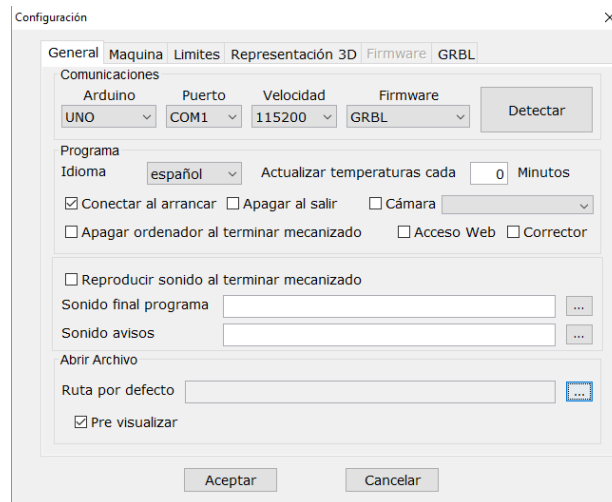 Configuración
General Maquina Limites Representación 3D Firmware GRBL
Comunicaciones
Arduino Puerto Velocidad Firmware
UNO COM1 115200 GRBL Detectar
Programa
Idioma español Actualizar temperaturas cada 0 Minutos
Conectar al arrancar Apagar al salir Cámara
Apagar ordenador al terminar mecanizado Acceso Web Corrector
Reproducir sonido al terminar mecanizado
Sonido final programa ...
Sonido avisos ...
Abrir Archivo
Ruta por defecto ...
Pre visualizar
Aceptar Cancelar